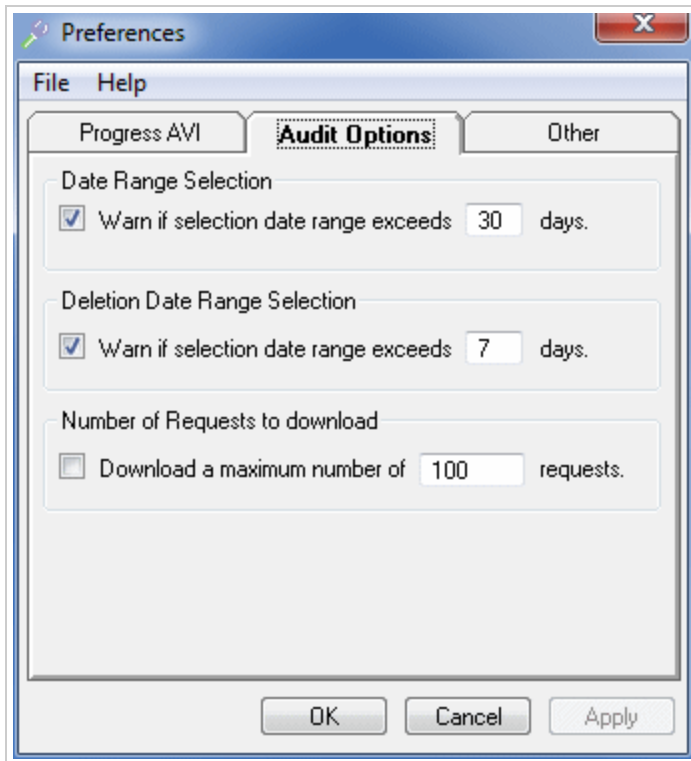 Preferences
File Help
Progress AVI Audit Options Other
Date Range Selection
Warn if selection date range exceeds 30 days.
Deletion Date Range Selection
Warn if selection date range exceeds 7 days.
Number of Requests to download
Download a maximum number of 100 requests.
OK Cancel Apply